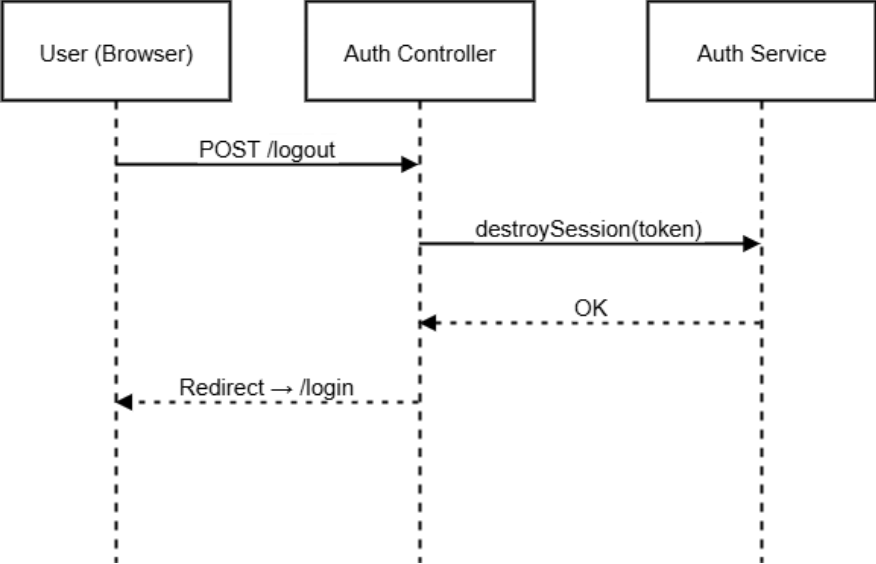 User (Browser)
Auth Controller
Auth Service
POST /logout
destroySession(token)
OK
Redirect → /login